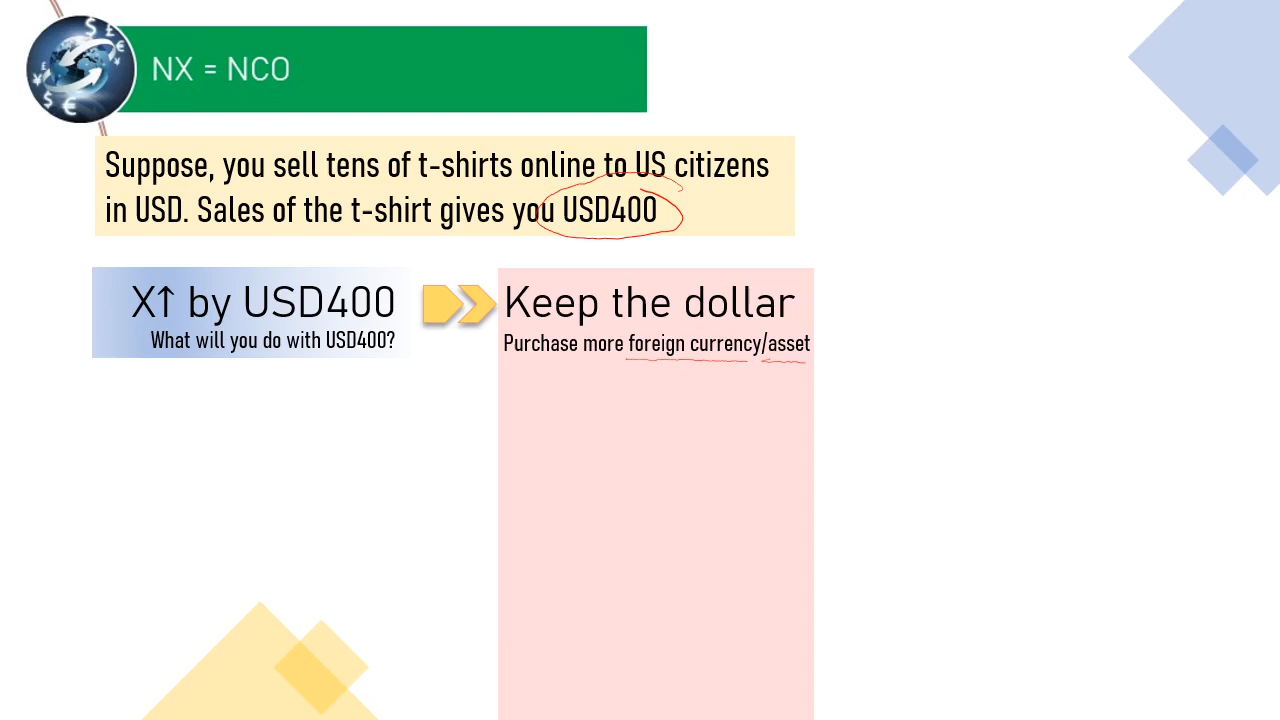 NX = NCO
Suppose, you sell tens of t-shirts online to US citizens
in USD. Sales of the t-shirt gives you USD400
X↑ by USD400
What will you do with USD400?
Keep the dollar
Purchase more foreign currency/asset